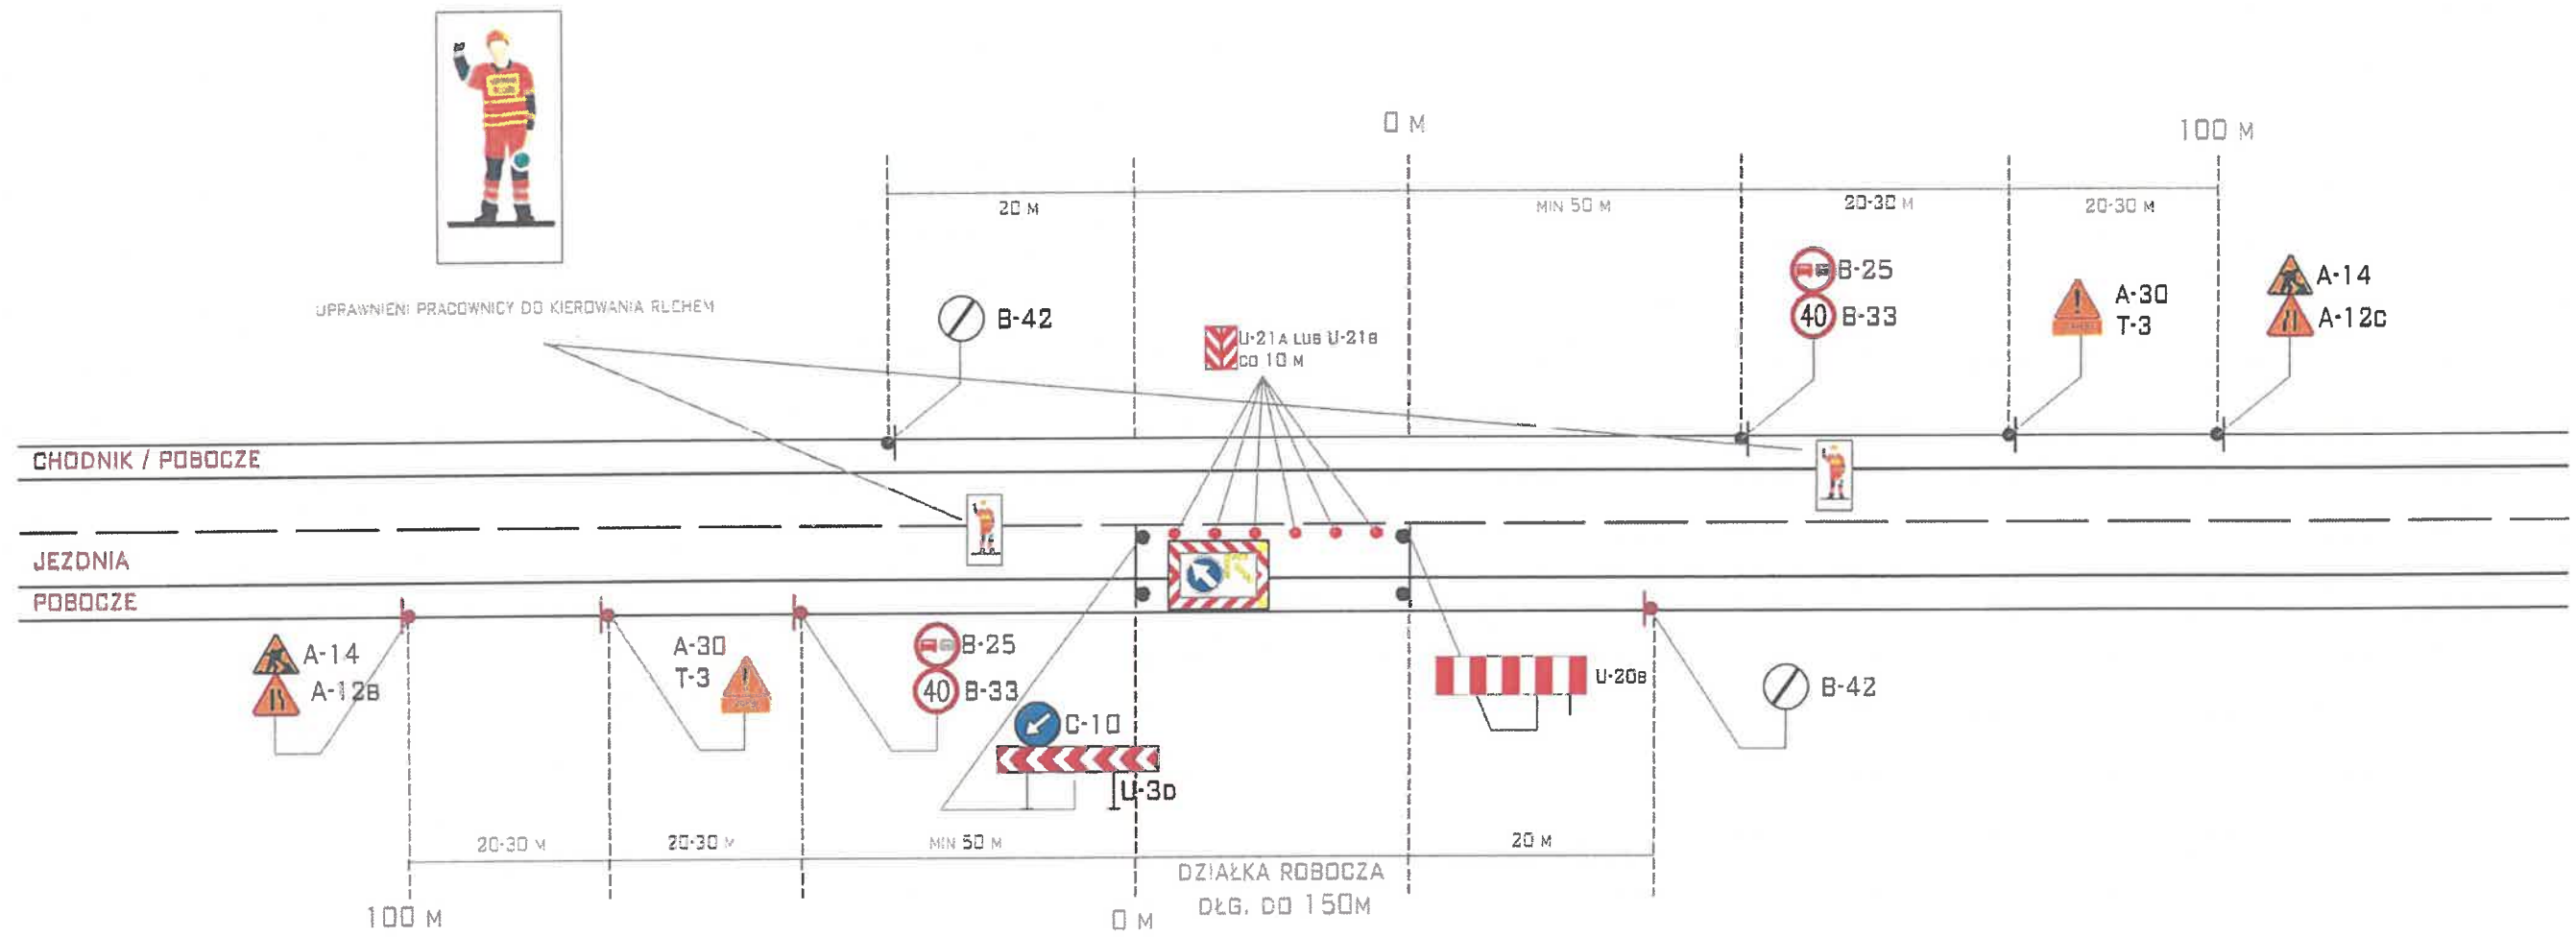 0 M
100 M
20 M
MIN 50 M
20-30 M
20-30 M
UPRAWNIENI PRACOWNICY DO KIEROWANIA RUCHEM
B-42
U-21A LUB U-21B
CO 10 M
B-25
40 B-33
A-30
T-3
A-14
A-12C
CHODNIK / POBOCZE
JEZDNIA
POBOCZE
A-14
A-12B
A-30
T-3
B-25
40 B-33
C-10
U-3D
U-20B
B-42
20-30 M
20-30 M
MIN 50 M
20 M
DZIAŁKA ROBOCZA
DŁG. DO 150M
100 M
0 M